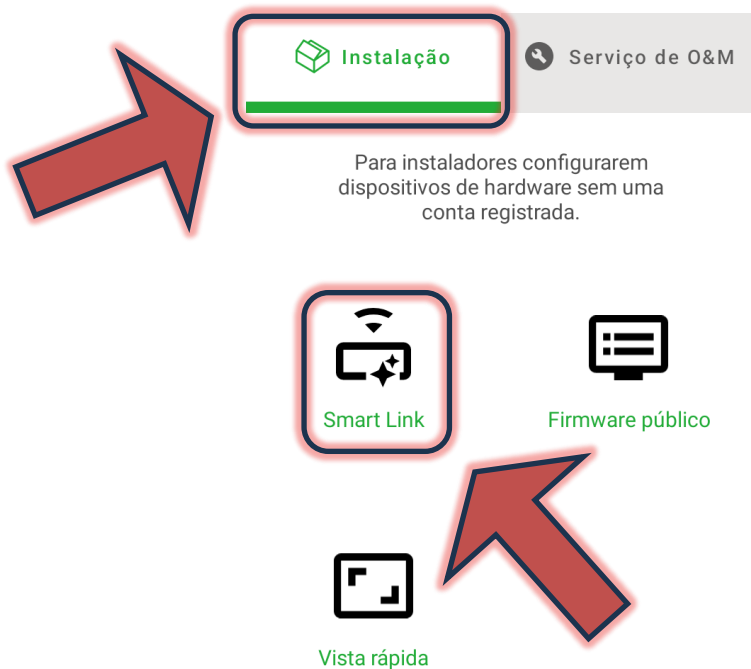 Instalação
Serviço de O&M
Para instaladores configurarem
dispositivos de hardware sem uma
conta registrada.
Smart Link
Firmware público
Vista rápida